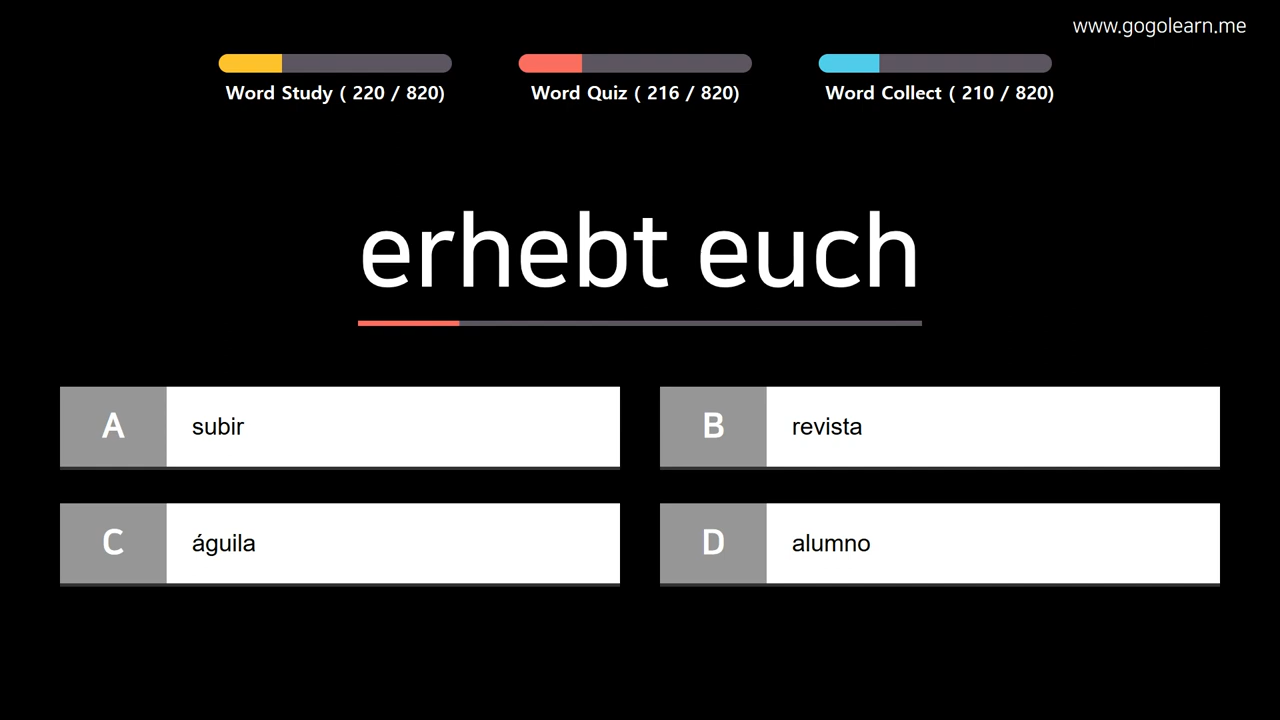 www.gogolearn.me
Word Study ( 220 / 820)
Word Quiz ( 216 / 820)
Word Collect ( 210 / 820)
erhebt euch
A subir
B revista
C águila
D alumno